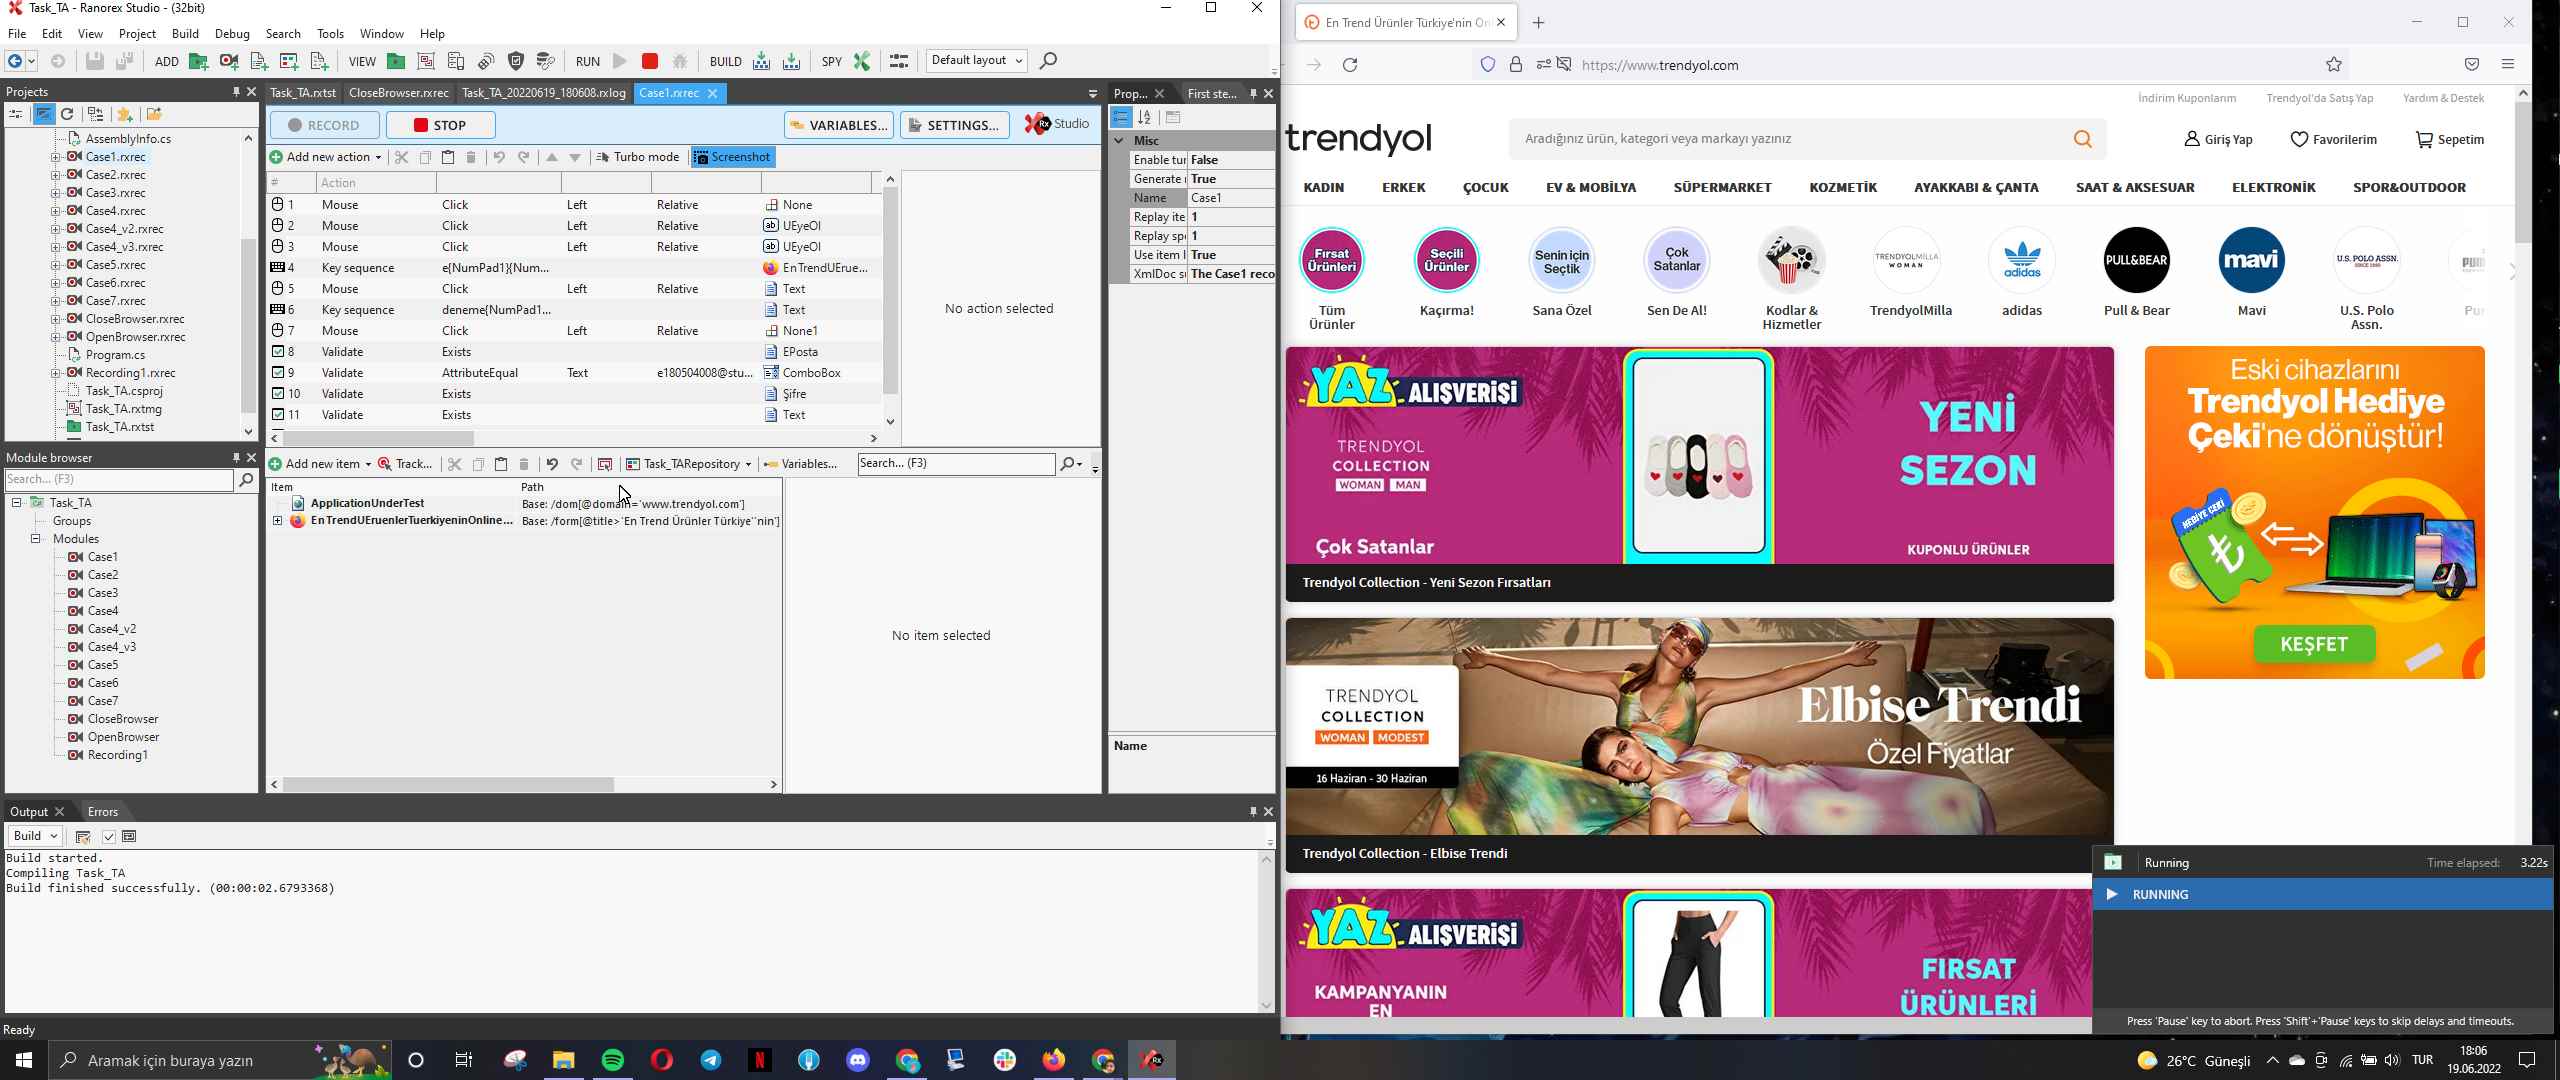 Task_TA - Ranorex Studio - (32bit)
File Edit View Project Build Debug Search Tools Window Help
ADD VIEW RUN BUILD SPY Default layout
Projects
AssemblyInfo.cs
Case1.rxrec
Case2.rxrec
Case3.rxrec
Case4.rxrec
Case4_v2.rxrec
Case4_v3.rxrec
Case5.rxrec
Case6.rxrec
Case7.rxrec
CloseBrowser.rxrec
OpenBrowser.rxrec
Program.cs
Recording1.rxrec
Task_TA.csproj
Task_TA.rxtmg
Task_TA.rxtst
Module browser
Search... (F3)
Task_TA
Groups
Modules
Case1
Case2
Case3
Case4
Case4_v2
Case4_v3
Case5
Case6
Case7
CloseBrowser
OpenBrowser
Recording1
Task_TA.rxtst CloseBrowser.rxrec Task_TA_20220619_180608.rxlog Case1.rxrec
RECORD STOP VARIABLES... SETTINGS... Rx Studio
Add new action Turbo mode Screenshot
# Action
1 Mouse Click Left Relative None
2 Mouse Click Left Relative UEyeOl
3 Mouse Click Left Relative UEyeOl
4 Key sequence e{NumPad1}{Num... EnTrendUErue...
5 Mouse Click Left Relative Text
6 Key sequence deneme{NumPad1... Text
7 Mouse Click Left Relative None1
8 Validate Exists EPosta
9 Validate AttributeEqual Text e180504008@stu... ComboBox
10 Validate Exists Şifre
11 Validate Exists Text
No action selected
Add new item Track... Task_TARepository Variables... Search... (F3)
Item Path
ApplicationUnderTest Base: /dom[@domain='www.trendyol.com']
EnTrendUEruenlerTuerkiyeninOnline... Base: /form[@title>'En Trend Ürünler Türkiye''nin']
No item selected
Prop... First ste...
Misc
Enable tur False
Generate r True
Name Case1
Replay ite 1
Replay spe 1
Use item l True
XmlDoc su The Case1 reco
Name
Output Errors
Build
Build started.
Compiling Task_TA
Build finished successfully. (00:00:02.6793368)
Ready
En Trend Ürünler Türkiye'nin Onl
https://www.trendyol.com
İndirim Kuponlarım Trendyol'da Satış Yap Yardım & Destek
trendyol Aradığınız ürün, kategori veya markayı yazınız Giriş Yap Favorilerim Sepetim
KADIN ERKEK ÇOCUK EV & MOBİLYA SÜPERMARKET KOZMETİK AYAKKABI & ÇANTA SAAT & AKSESUAR ELEKTRONİK SPOR&OUTDOOR
Fırsat Ürünleri
Seçili Ürünler
Senin için Seçtik
Çok Satanlar
TRENDYOLMILLA WOMAN
adidas
PULL&BEAR
mavi
U.S. POLO ASSN.
SINCE 1890
Tüm Ürünler
Kaçırma!
Sana Özel
Sen De Al!
Kodlar & Hizmetler
TrendyolMilla
adidas
Pull & Bear
Mavi
U.S. Polo Assn.
YAZ ALIŞVERİŞİ
TRENDYOL
COLLECTION
WOMAN MAN
Çok Satanlar
YENİ
SEZON
KUPONLU ÜRÜNLER
Trendyol Collection - Yeni Sezon Fırsatları
Eski cihazlarını
Trendyol Hediye
Çeki'ne dönüştür!
HEDİYE ÇEKİ
₺
KEŞFET
TRENDYOL
COLLECTION
WOMAN MODEST
16 Haziran - 30 Haziran
Elbise Trendi
Özel Fiyatlar
Trendyol Collection - Elbise Trendi
YAZ ALIŞVERİŞİ
KAMPANYANIN
EN
FIRSAT
ÜRÜNLERİ
Running Time elapsed: 3.22s
RUNNING
Press 'Pause' key to abort. Press 'Shift'+'Pause' keys to skip delays and timeouts.
Aramak için buraya yazın
26°C Güneşli TUR 18:06
19.06.2022